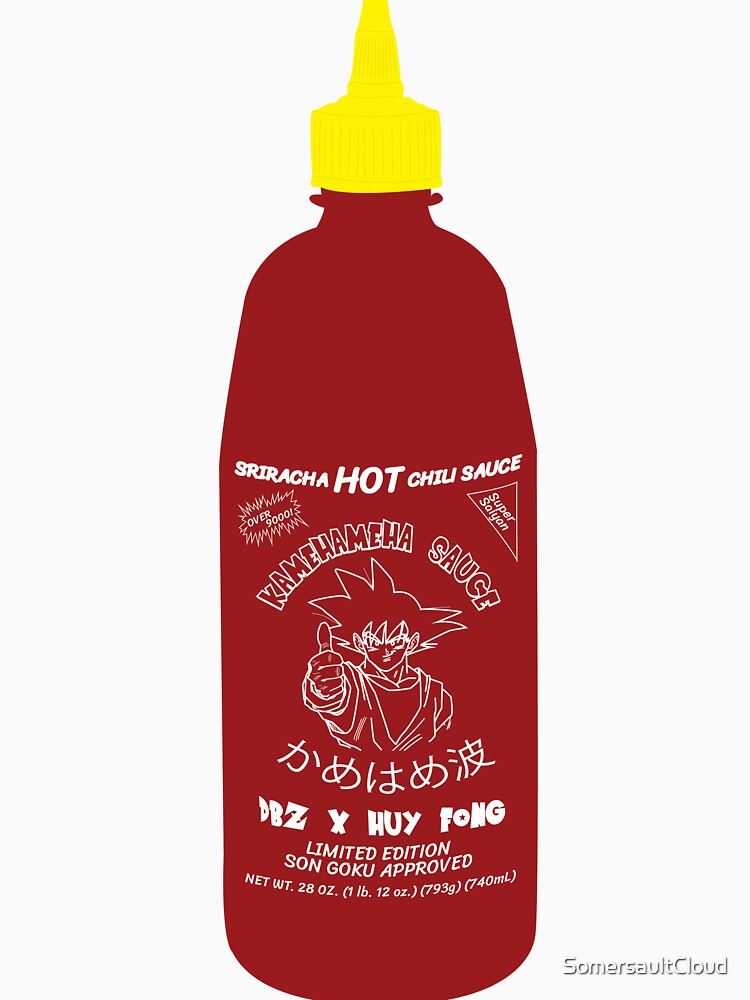 SRIRACHA HOT CHILI SAUCE
OVER
9000!
Super
Saiyan
KAMEHAMEHA SAUCE
かめはめ波
DBZ X HUY FONG
LIMITED EDITION
SON GOKU APPROVED
NET WT. 28 OZ. (1 lb. 12 oz.) (793g) (740mL)
SomersaultCloud